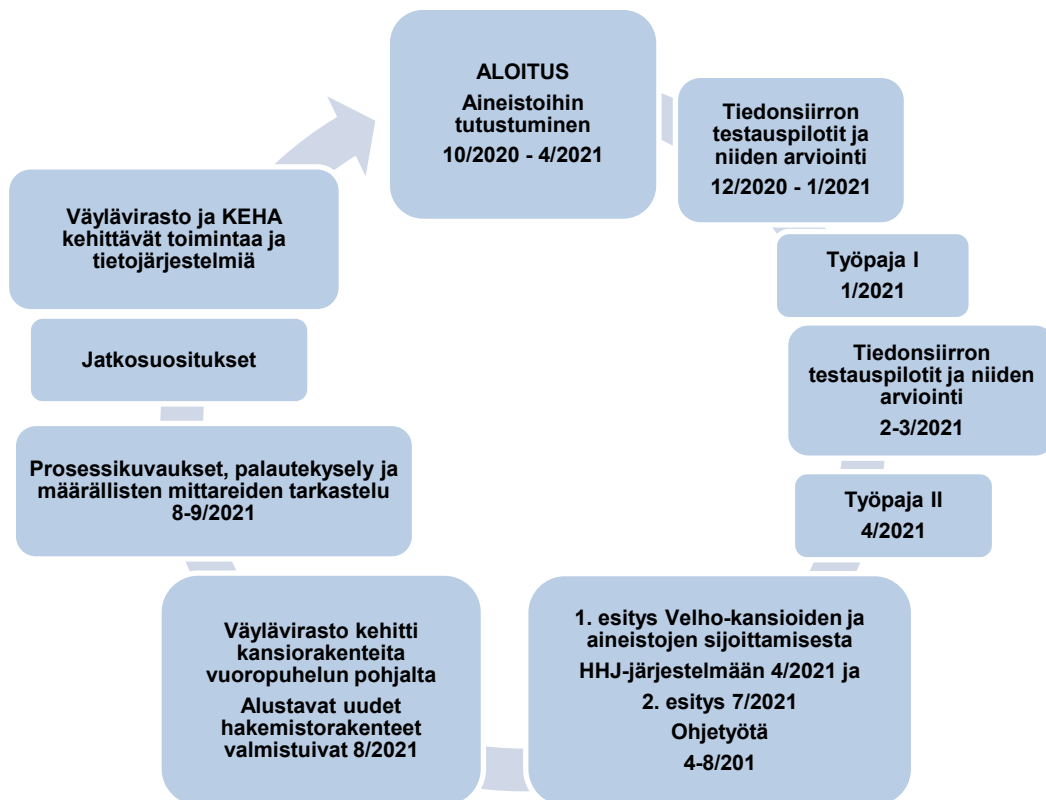 ALOITUS
Aineistoihin
tutustuminen
10/2020 - 4/2021
Tiedonsiirron
testauspilotit ja
niiden arviointi
12/2020 - 1/2021
Työpaja I
1/2021
Tiedonsiirron
testauspilotit ja niiden
arviointi
2-3/2021
Työpaja II
4/2021
1. esitys Velho-kansioiden ja
aineistojen sijoittamisesta
HHJ-järjestelmään 4/2021 ja
2. esitys 7/2021
Ohjetyötä
4-8/201
Väylävirasto kehitti
kansiorakenteita
vuoropuhelun pohjalta
Alustavat uudet
hakemistorakenteet
valmistuivat 8/2021
Prosessikuvaukset, palautekysely ja
määrällisten mittareiden tarkastelu
8-9/2021
Jatkosuositukset
Väylävirasto ja KEHA
kehittävät toimintaa ja
tietojärjestelmiä